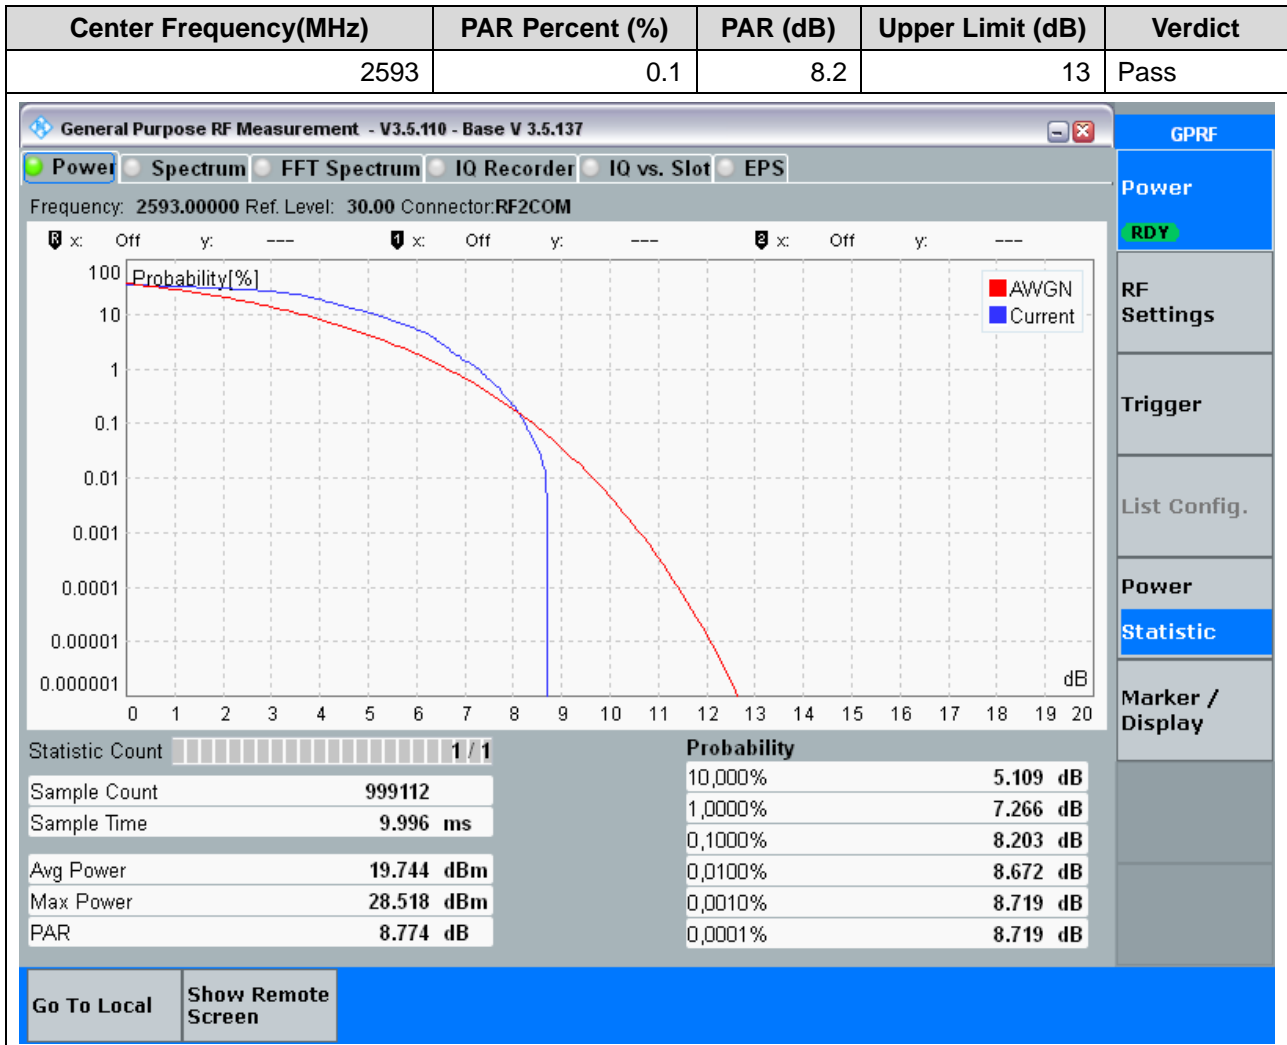 Center Frequency(MHz) PAR Percent (%) PAR (dB) Upper Limit (dB) Verdict
2593 0.1 8.2 13 Pass
General Purpose RF Measurement - V3.5.110 - Base V 3.5.137
GPRF
Power Spectrum FFT Spectrum IQ Recorder IQ vs. Slot EPS
Frequency: 2593.00000 Ref. Level: 30.00 Connector:RF2COM
R x: Off y: --- 1 x: Off y: --- 2 x: Off y: ---
Probability[%]
100
10
1
0.1
0.01
0.001
0.0001
0.00001
0.000001
AWGN
Current
dB
0 1 2 3 4 5 6 7 8 9 10 11 12 13 14 15 16 17 18 19 20
Statistic Count 1 / 1
Sample Count 999112
Sample Time 9.996 ms
Avg Power 19.744 dBm
Max Power 28.518 dBm
PAR 8.774 dB
Probability
10,000% 5.109 dB
1,0000% 7.266 dB
0,1000% 8.203 dB
0,0100% 8.672 dB
0,0010% 8.719 dB
0,0001% 8.719 dB
Power
RDY
RF
Settings
Trigger
List Config.
Power
Statistic
Marker /
Display
Go To Local
Show Remote
Screen